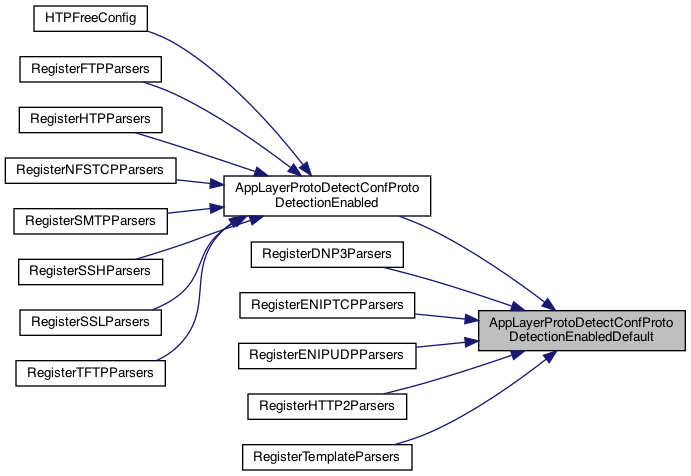 HTPFreeConfig
RegisterFTPParsers
RegisterHTPParsers
RegisterNFSTCPParsers
RegisterSMTPParsers
RegisterSSHParsers
RegisterSSLParsers
RegisterTFTPParsers
AppLayerProtoDetectConfProto
DetectionEnabled
RegisterDNP3Parsers
RegisterENIPTCPParsers
RegisterENIPUDPParsers
RegisterHTTP2Parsers
RegisterTemplateParsers
AppLayerProtoDetectConfProto
DetectionEnabledDefault